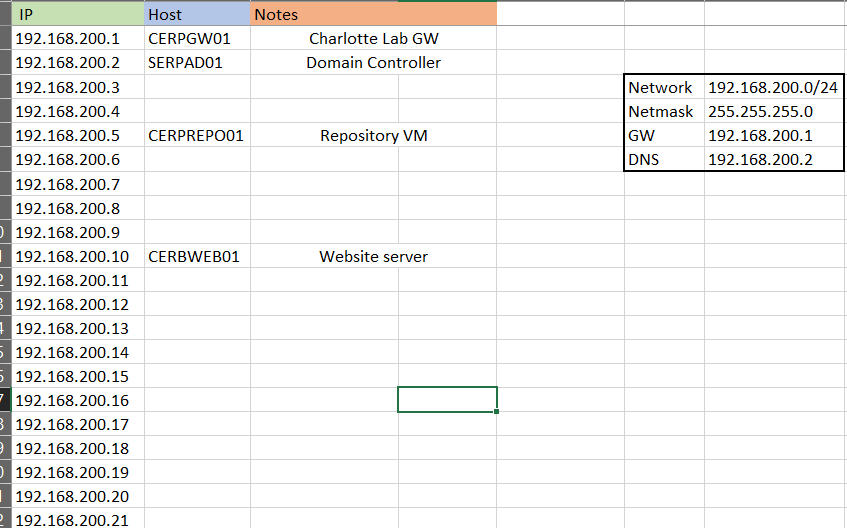 IP Host Notes
192.168.200.1 CERPGW01 Charlotte Lab GW
192.168.200.2 SERPAD01 Domain Controller
192.168.200.3 Network 192.168.200.0/24
192.168.200.4 Netmask 255.255.255.0
192.168.200.5 CERPREPO01 Repository VM GW 192.168.200.1
192.168.200.6 DNS 192.168.200.2
192.168.200.7
192.168.200.8
192.168.200.9
192.168.200.10 CERBWEB01 Website server
192.168.200.11
192.168.200.12
192.168.200.13
192.168.200.14
192.168.200.15
192.168.200.16
192.168.200.17
192.168.200.18
192.168.200.19
192.168.200.20
192.168.200.21